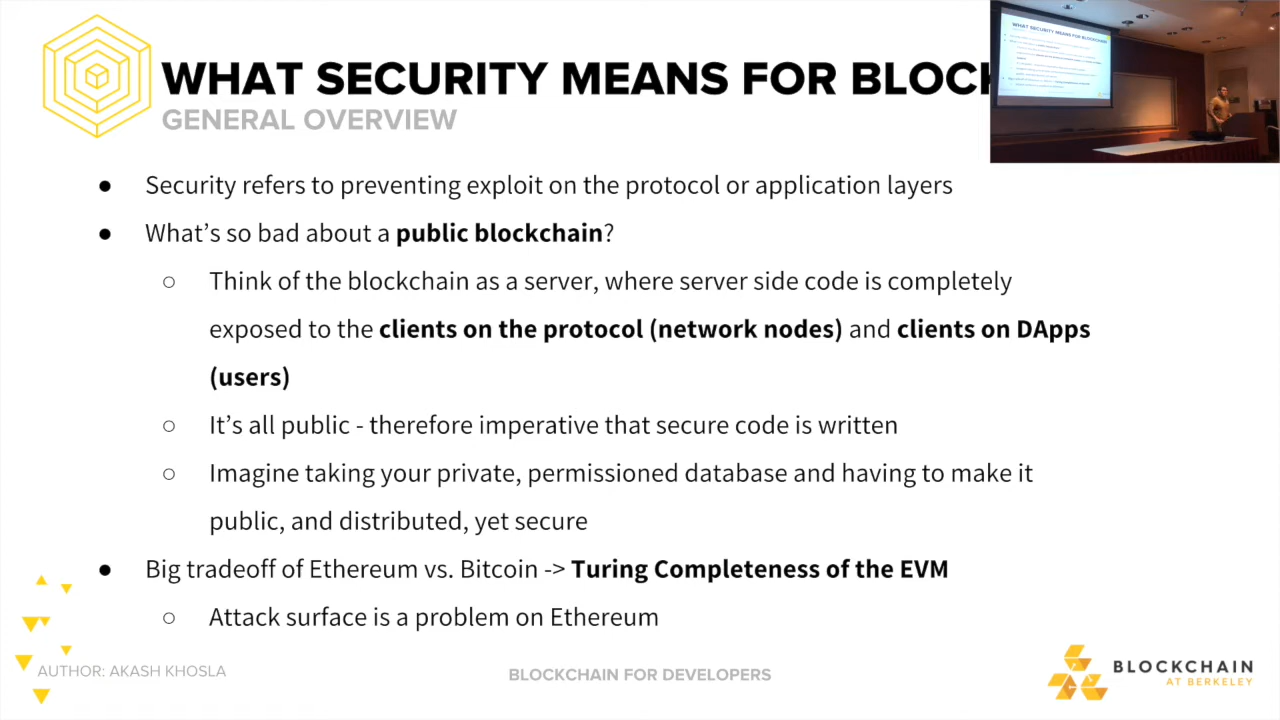 WHAT SECURITY MEANS FOR BLOCK
GENERAL OVERVIEW
WHAT SECURITY MEANS FOR BLOCKCHAIN
● Security refers to preventing exploit on the protocol or application layers
● What's so bad about a public blockchain?
○ Think of the blockchain as a server, where server side code is completely
exposed to the clients on the protocol (network nodes) and clients on DApps
(users)
○ It's all public - therefore imperative that secure code is written
○ Imagine taking your private, permissioned database and having to make it
public, and distributed, yet secure
● Big tradeoff of Ethereum vs. Bitcoin -> Turing Completeness of the EVM
○ Attack surface is a problem on Ethereum
AUTHOR: AKASH KHOSLA
BLOCKCHAIN FOR DEVELOPERS
BLOCKCHAIN
AT BERKELEY